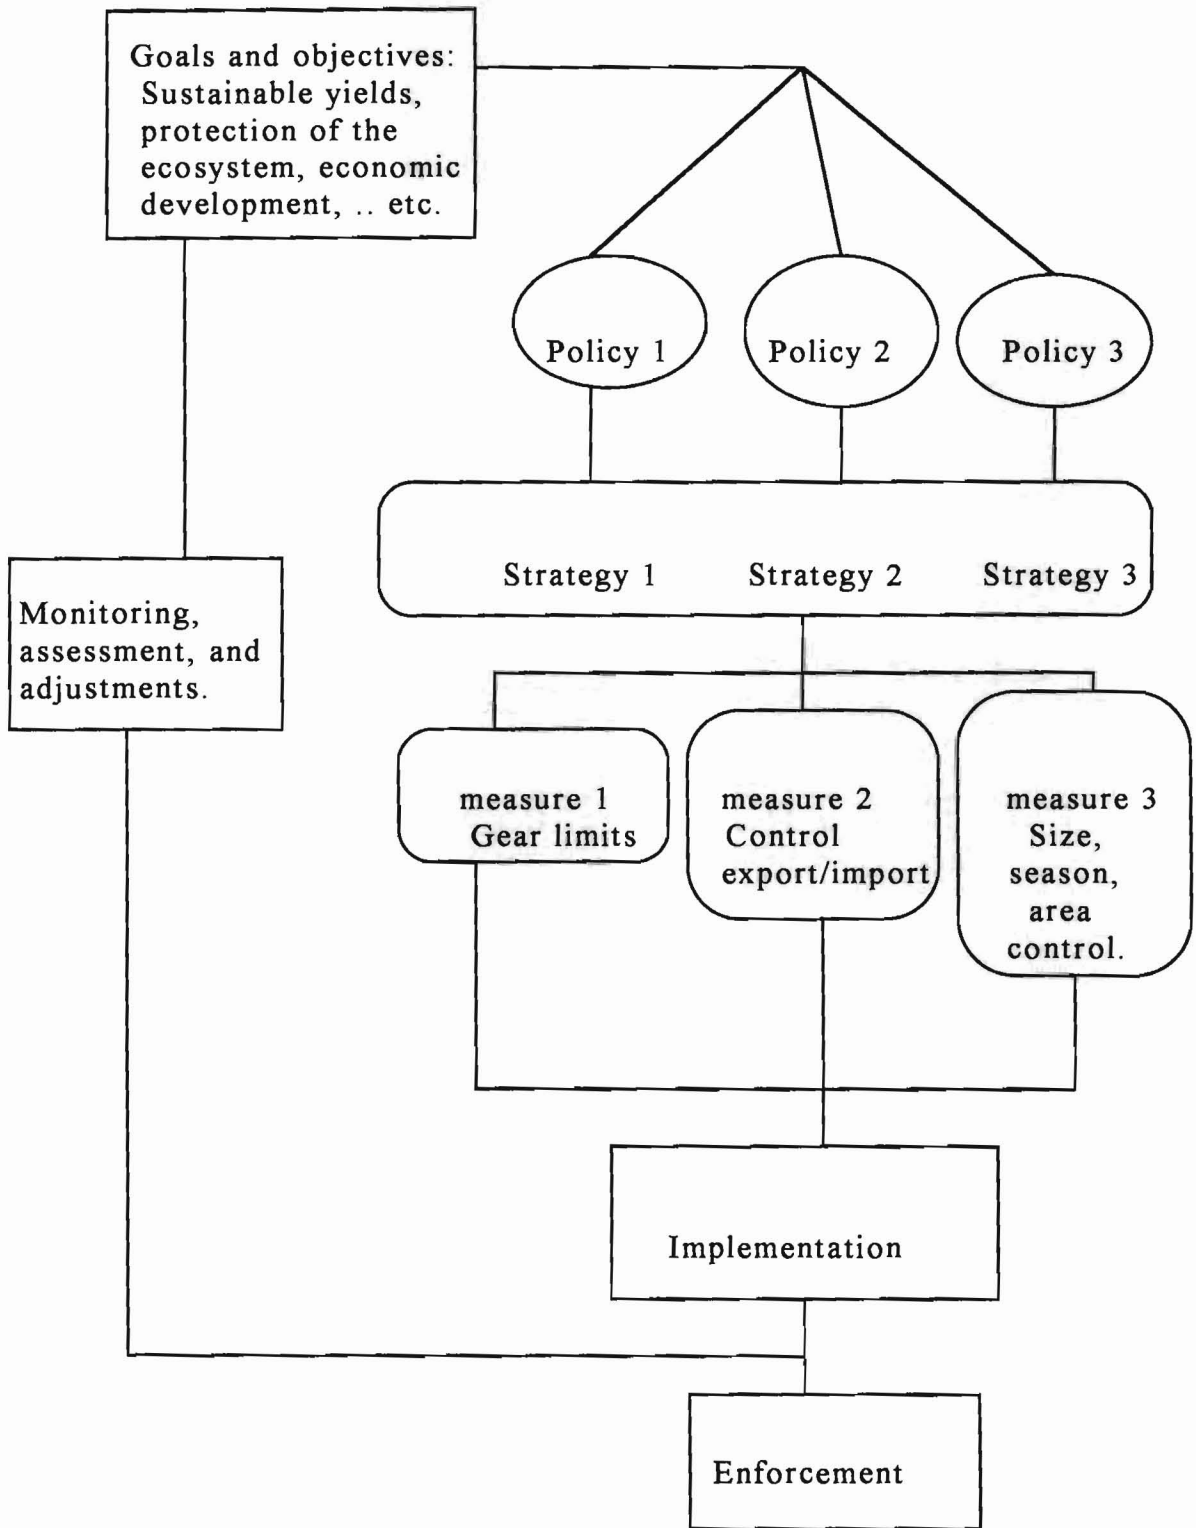 Goals and objectives:
Sustainable yields,
protection of the
ecosystem, economic
development, .. etc.
Policy 1
Policy 2
Policy 3
Strategy 1
Strategy 2
Strategy 3
Monitoring,
assessment, and
adjustments.
measure 1
Gear limits
measure 2
Control
export/import
measure 3
Size,
season,
area
control.
Implementation
Enforcement